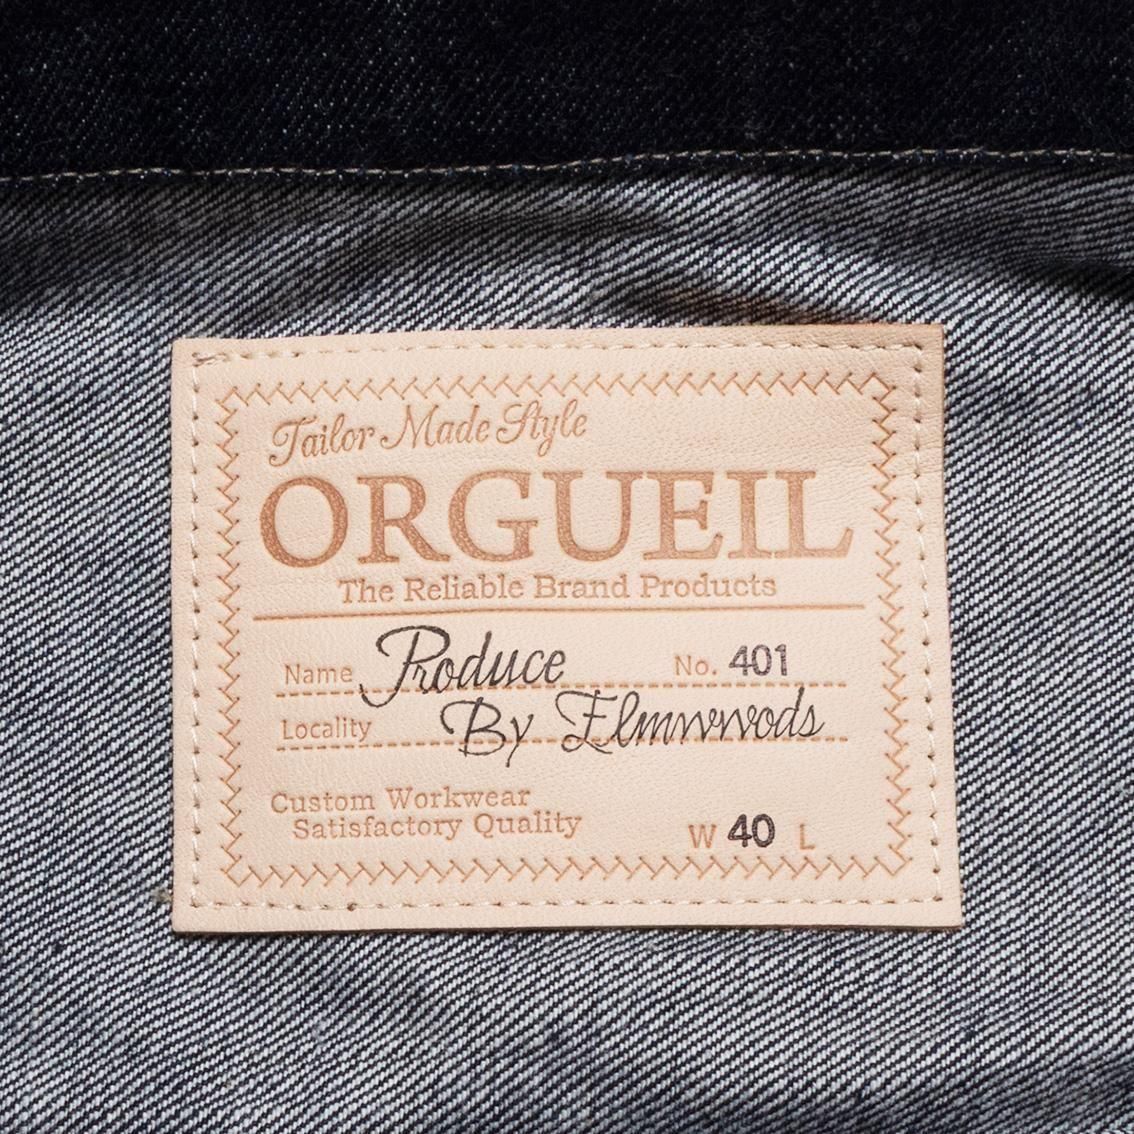 Tailor Made Style
ORGUEIL
The Reliable Brand Products
Name Produce No. 401
Locality By Elmwwods
Custom Workwear
Satisfactory Quality
W 40 L